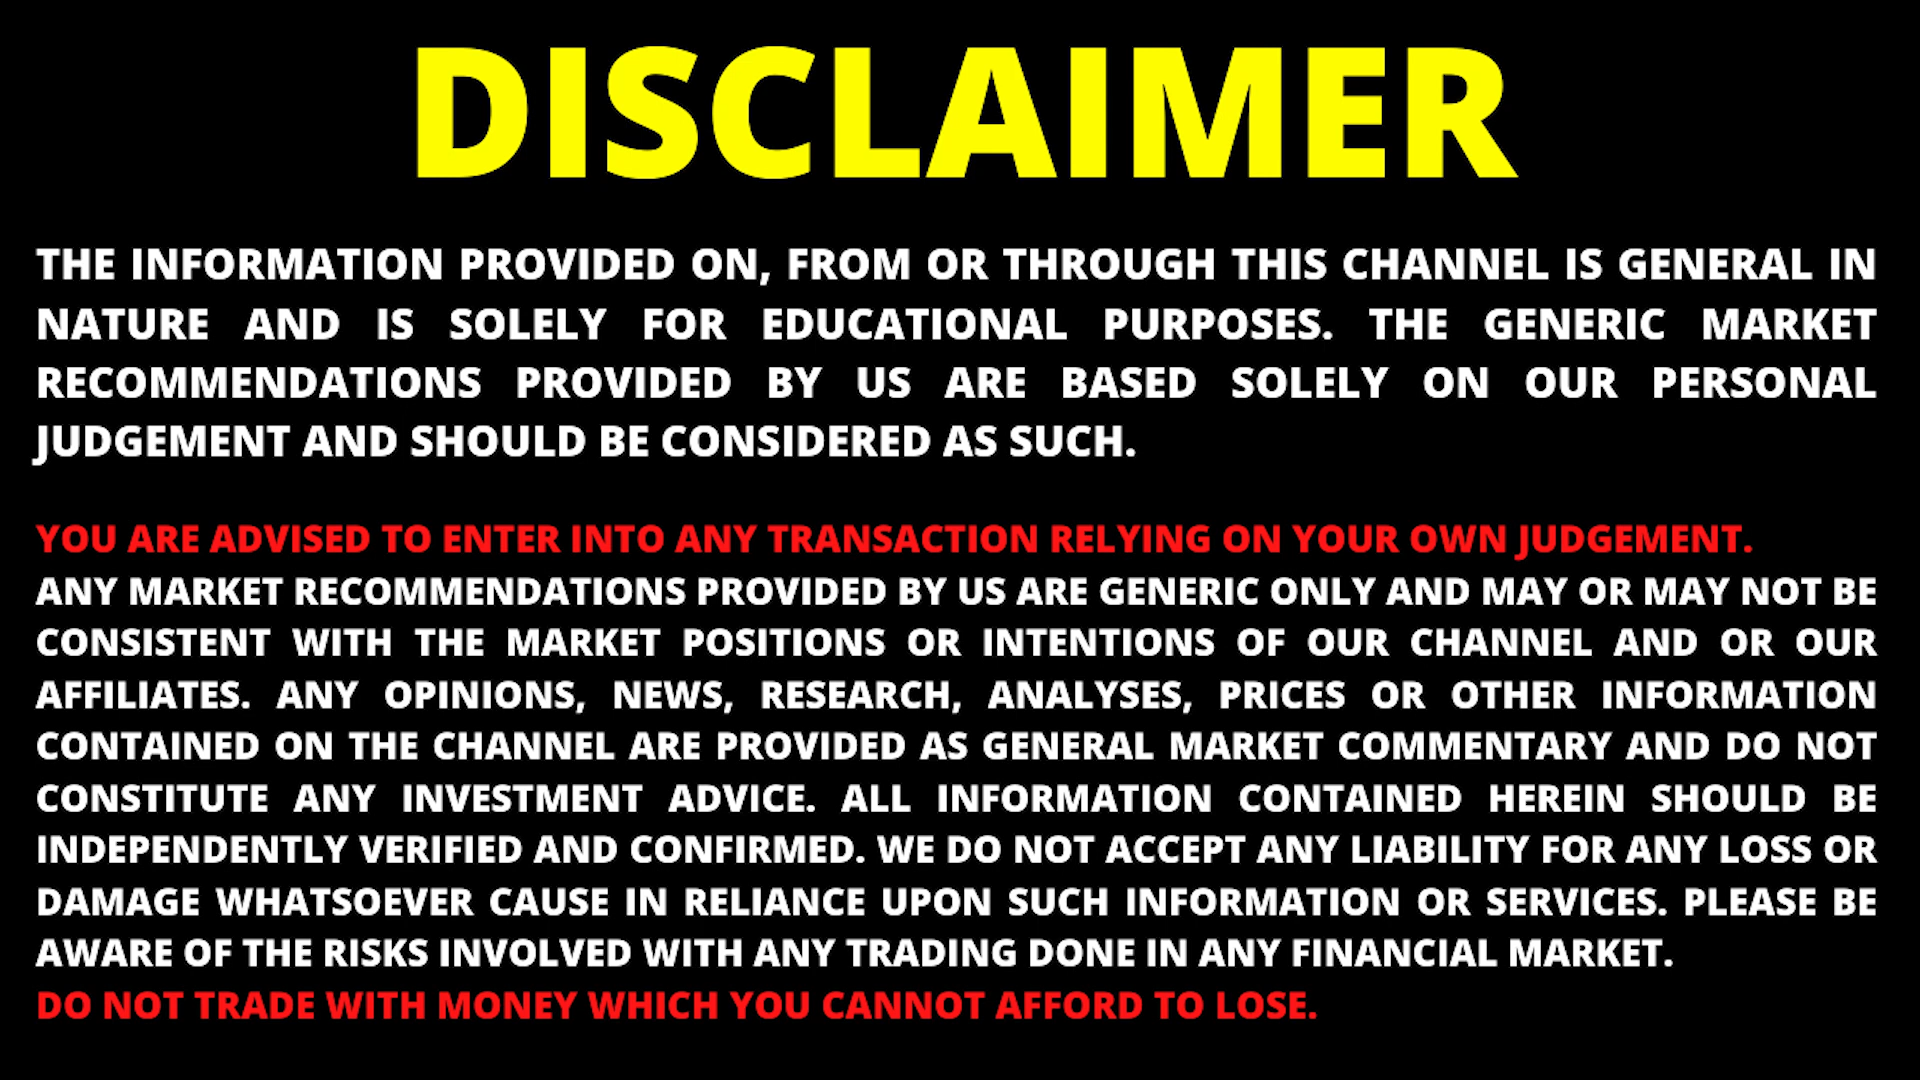 DISCLAIMER
THE INFORMATION PROVIDED ON, FROM OR THROUGH THIS CHANNEL IS GENERAL IN
NATURE AND IS SOLELY FOR EDUCATIONAL PURPOSES. THE GENERIC MARKET
RECOMMENDATIONS PROVIDED BY US ARE BASED SOLELY ON OUR PERSONAL
JUDGEMENT AND SHOULD BE CONSIDERED AS SUCH.
YOU ARE ADVISED TO ENTER INTO ANY TRANSACTION RELYING ON YOUR OWN JUDGEMENT.
ANY MARKET RECOMMENDATIONS PROVIDED BY US ARE GENERIC ONLY AND MAY OR MAY NOT BE
CONSISTENT WITH THE MARKET POSITIONS OR INTENTIONS OF OUR CHANNEL AND OR OUR
AFFILIATES. ANY OPINIONS, NEWS, RESEARCH, ANALYSES, PRICES OR OTHER INFORMATION
CONTAINED ON THE CHANNEL ARE PROVIDED AS GENERAL MARKET COMMENTARY AND DO NOT
CONSTITUTE ANY INVESTMENT ADVICE. ALL INFORMATION CONTAINED HEREIN SHOULD BE
INDEPENDENTLY VERIFIED AND CONFIRMED. WE DO NOT ACCEPT ANY LIABILITY FOR ANY LOSS OR
DAMAGE WHATSOEVER CAUSE IN RELIANCE UPON SUCH INFORMATION OR SERVICES. PLEASE BE
AWARE OF THE RISKS INVOLVED WITH ANY TRADING DONE IN ANY FINANCIAL MARKET.
DO NOT TRADE WITH MONEY WHICH YOU CANNOT AFFORD TO LOSE.